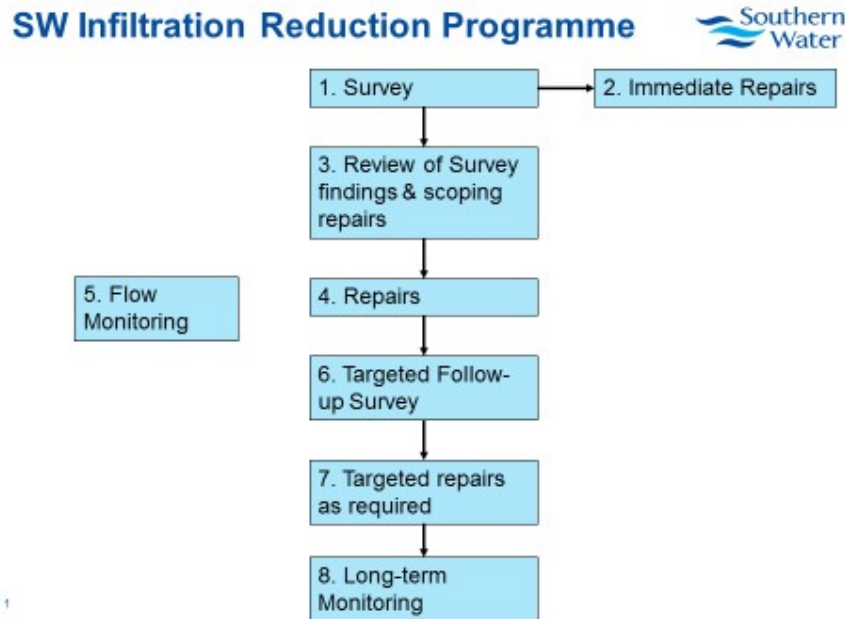 SW Infiltration Reduction Programme
Southern
Water
1. Survey
2. Immediate Repairs
3. Review of Survey
findings & scoping
repairs
5. Flow
Monitoring
4. Repairs
6. Targeted Follow-
up Survey
7. Targeted repairs
as required
8. Long-term
Monitoring
1